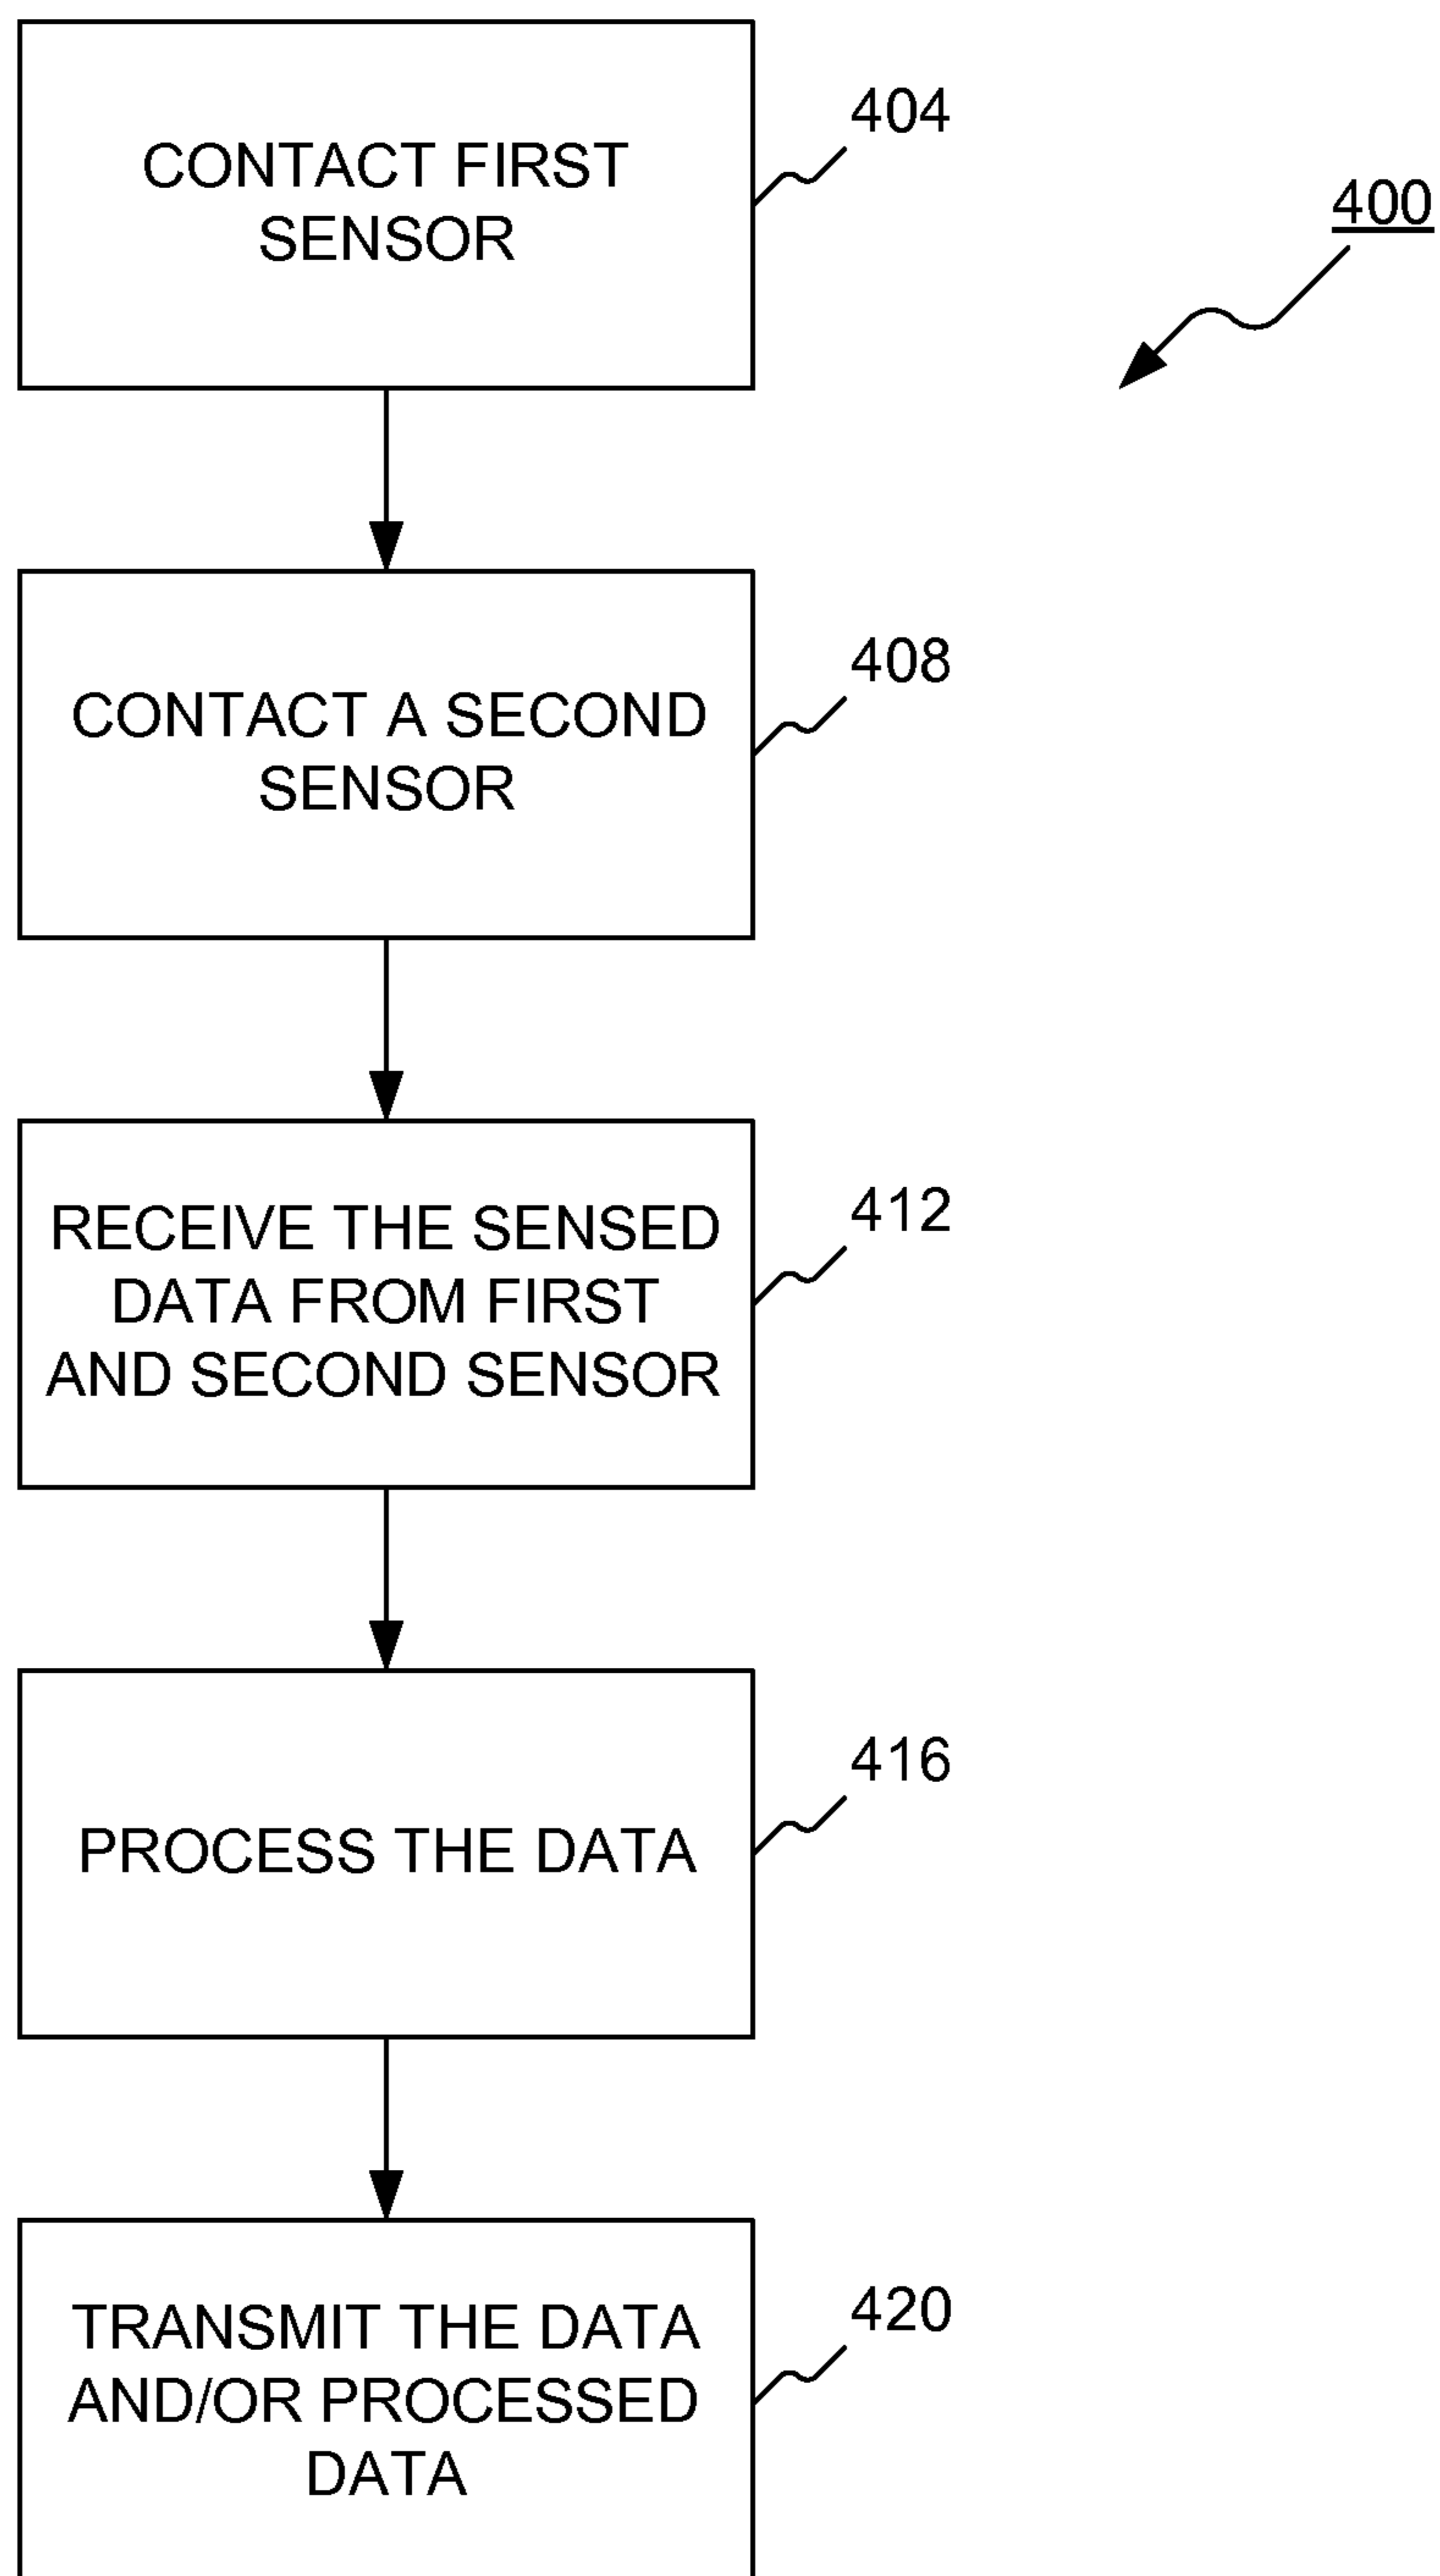 CONTACT FIRST
SENSOR
404
400
CONTACT A SECOND
SENSOR
408
RECEIVE THE SENSED
DATA FROM FIRST
AND SECOND SENSOR
412
PROCESS THE DATA
416
TRANSMIT THE DATA
AND/OR PROCESSED
DATA
420